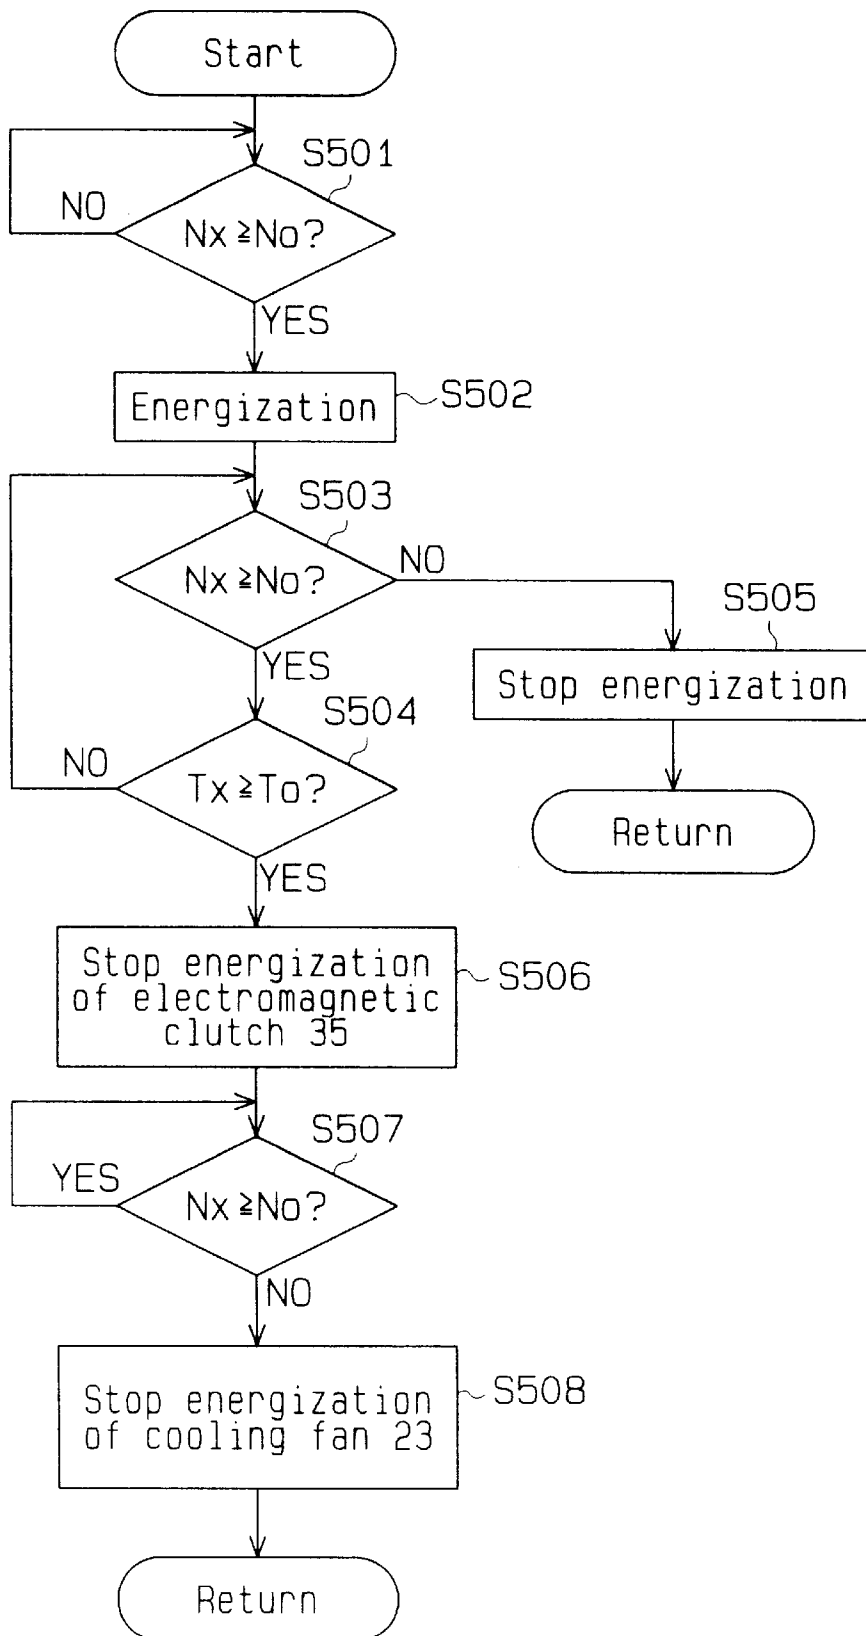 Start
S501
NO
Nx ≧No?
YES
Energization
S502
S503
Nx ≧No?
NO
S505
YES
Stop energization
S504
NO
Tx ≧To?
Return
YES
Stop energization
of electromagnetic
clutch 35
S506
S507
YES
Nx ≧No?
NO
Stop energization
of cooling fan 23
S508
Return